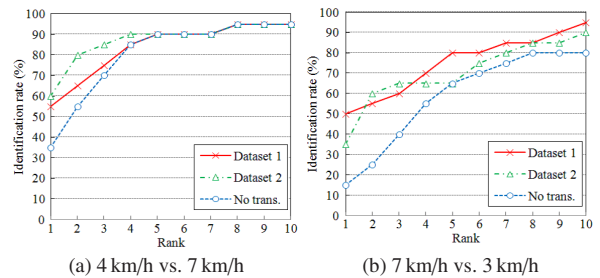 100
90
80
70
60
50
40
30
20
10
0
Identification rate (%)
Dataset 1
Dataset 2
No trans.
1 2 3 4 5 6 7 8 9 10
Rank
(a) 4 km/h vs. 7 km/h
100
90
80
70
60
50
40
30
20
10
0
Identification rate (%)
Dataset 1
Dataset 2
No trans.
1 2 3 4 5 6 7 8 9 10
Rank
(b) 7 km/h vs. 3 km/h